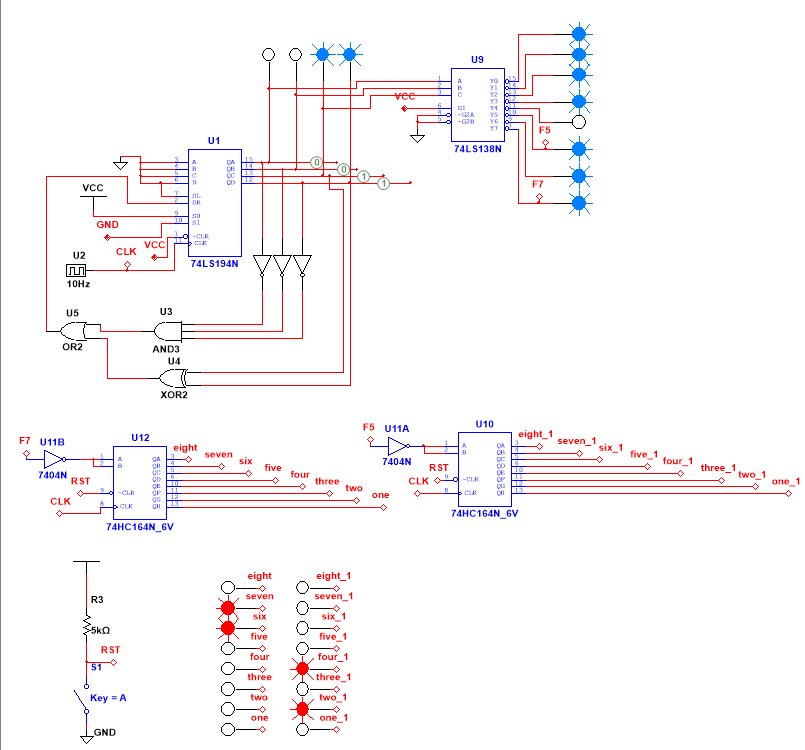 U9
VCC
1 A Y0 15
2 B Y1 14
3 C Y2 13
Y3 12
6 G1 Y4 11
4 ~G2A Y5 10
5 ~G2B Y6 9
Y7 7
74LS138N
F5
F7
U1
3 A QA 15 0
4 B QB 14 0
5 C QC 13 1
6 D QD 12 1
7 SL
2 SR
9 S0
10 S1
1 ~CLR
11 CLK
74LS194N
VCC
GND
VCC
CLK
U2
10Hz
U5
OR2
U3
AND3
U4
XOR2
F7
U11B
7404N
U12
1 A QA 3
2 B QB 4
QC 5
QD 6
QE 10
QF 11
9 ~CLR QG 12
8 CLK QH 13
74HC164N_6V
RST
CLK
eight
seven
six
five
four
three
two
one
F5
U11A
7404N
U10
1 A QA 3
2 B QB 4
QC 5
QD 6
QE 10
QF 11
9 ~CLR QG 12
8 CLK QH 13
74HC164N_6V
RST
CLK
eight_1
seven_1
six_1
five_1
four_1
three_1
two_1
one_1
R3
5kΩ
RST
S1
Key = A
GND
eight eight_1
seven seven_1
six six_1
five five_1
four four_1
three three_1
two two_1
one one_1